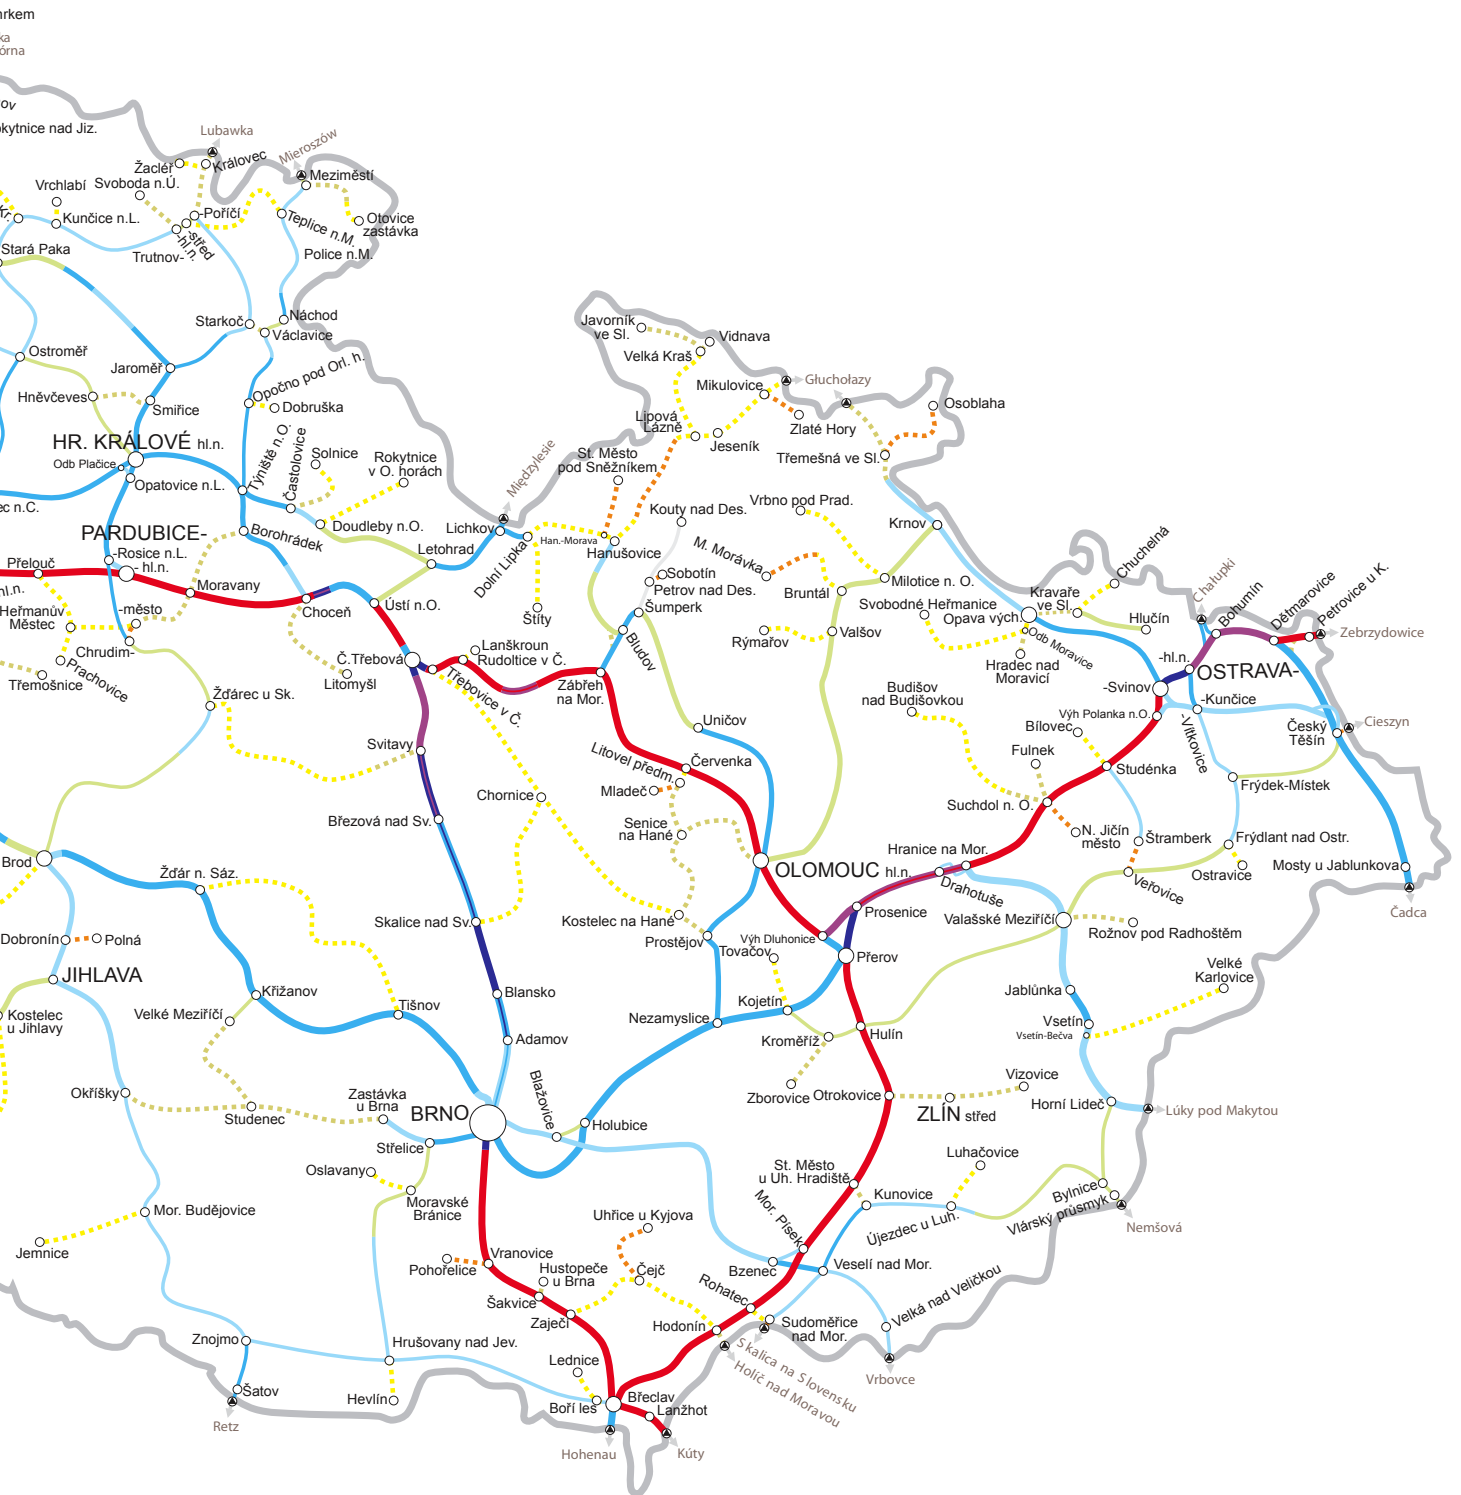 Lubawka
Mieroszów
okytnice nad Jiz.
Žacléř
Královec
Svoboda n.Ú.
Meziměstí
Vrchlabí
Kunčice n.L.
-Poříčí
-střed
-hl.n.
Trutnov-
Teplice n.M.
Otovice
zastávka
Police n.M.
Stará Paka
Starkoč
Náchod
Václavice
Ostroměř
Jaroměř
Opočno pod Orl. h.
Dobruška
Hněvčeves
Smiřice
HR. KRÁLOVÉ hl.n.
Odb Plačice
Opatovice n.L.
Týniště n.O.
Častolovice
Solnice
Rokytnice
v O. horách
Doudleby n.O.
Międzylesie
Lichkov
Letohrad
Dolní Lipka
ec n.C.
PARDUBICE-
-Rosice n.L.
- hl.n.
Borohrádek
Přelouč
hl.n.
Moravany
Choceň
Ústí n.O.
Heřmanův
Městec
-město
Chrudim-
Prachovice
Třemošnice
Žďárec u Sk.
Litomyšl
Č.Třebová
Lanškroun
Rudoltice v Č.
Třebovice v Č.
Štíty
Javorník
ve Sl.
Vidnava
Velká Kraš
Mikulovice
Głuchołazy
Zlaté Hory
Osoblaha
Lipová
Lázně
Jeseník
Třemešná ve Sl.
St. Město
pod Sněžníkem
Kouty nad Des.
Vrbno pod Prad.
Krnov
Han.-Morava
Hanušovice
Sobotín
Petrov nad Des.
Šumperk
Bludov
M. Morávka
Milotice n. O.
Bruntál
Rýmařov
Valšov
Zábřeh
na Mor.
Uničov
Svobodné Heřmanice
Opava vých.
Kravaře
ve Sl.
Chuchelná
Hlučín
Odb Moravice
Hradec nad
Moravicí
Chałupki
Bohumín
Dětmarovice
Petrovice u K.
Zebrzydowice
-hl.n.
OSTRAVA-
-Svinov
-Kunčice
-Vítkovice
Výh Polanka n.O.
Český
Těšín
Cieszyn
Budišov
nad Budišovkou
Bílovec
Fulnek
Studénka
Suchdol n. O.
N. Jičín
město
Štramberk
Frýdek-Místek
Frýdlant nad Ostr.
Ostravice
Mosty u Jablunkova
Čadca
Veřovice
Litovel předm.
Červenka
Mladeč
Senice
na Hané
Chornice
Svitavy
Březová nad Sv.
Skalice nad Sv.
Kostelec na Hané
Prostějov
OLOMOUC hl.n.
Hranice na Mor.
Drahotuše
Prosenice
Valašské Meziříčí
Rožnov pod Radhoštěm
Výh Dluhonice
Tovačov
Přerov
Brod
Žďár n. Sáz.
Dobronín
Polná
JIHLAVA
Kostelec
u Jihlavy
Křižanov
Velké Meziříčí
Tišnov
Blansko
Adamov
Nezamyslice
Kojetín
Kroměříž
Hulín
Zborovice
Otrokovice
Jablůnka
Vsetín
Vsetín-Bečva
Velké
Karlovice
Vizovice
ZLÍN střed
Horní Lideč
Lúky pod Makytou
Okříšky
Studenec
Zastávka
u Brna
BRNO
Střelice
Blažovice
Holubice
Oslavany
Moravské
Bránice
St. Město
u Uh. Hradiště
Luhačovice
Kunovice
Újezdec u Luh.
Bylnice
Vlárský průsmyk
Nemšová
Mor. Budějovice
Jemnice
Uhřice u Kyjova
Mor. Písek
Vranovice
Pohořelice
Hustopeče
u Brna
Čejč
Šakvice
Zaječí
Bzenec
Veselí nad Mor.
Rohatec
Hodonín
Sudoměřice
nad Mor.
Velká nad Veličkou
Vrbovce
Skalica na Slovensku
Holíč nad Moravou
Znojmo
Šatov
Retz
Hrušovany nad Jev.
Hevlín
Lednice
Boří les
Břeclav
Lanžhot
Hohenau
Kúty